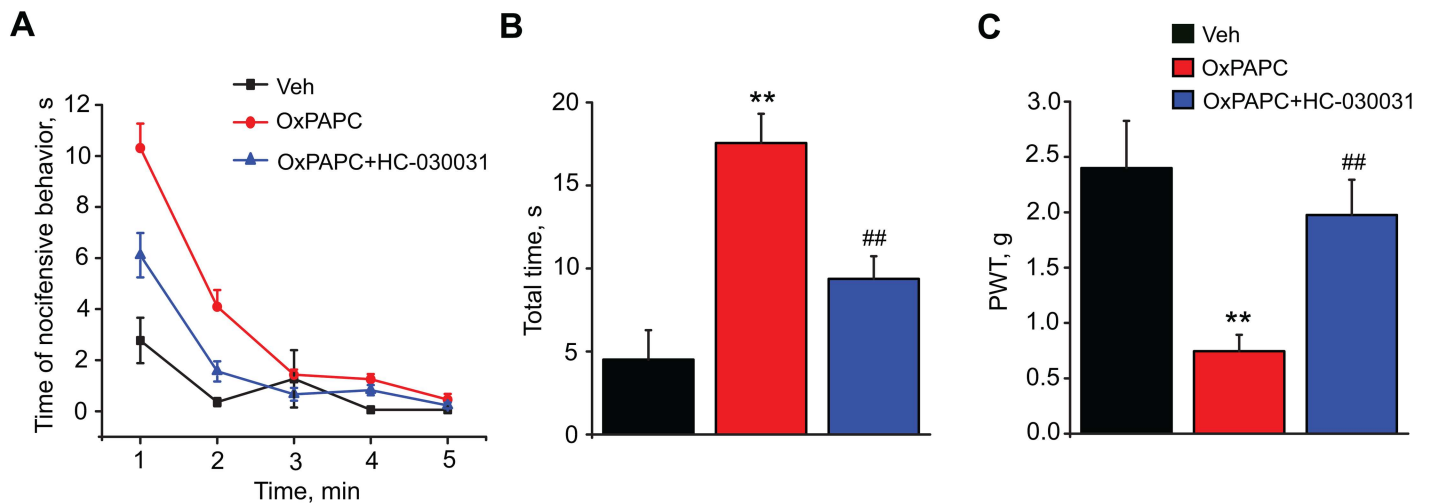 A
Time of nocifensive behavior, s
12
10
8
6
4
2
0
1 2 3 4 5
Time, min
Veh
OxPAPC
OxPAPC+HC-030031
B
Total time, s
20
15
10
5
0
**
##
C
Veh
OxPAPC
OxPAPC+HC-030031
PWT, g
3.0
2.5
2.0
1.5
1.0
0.5
0.0
**
##